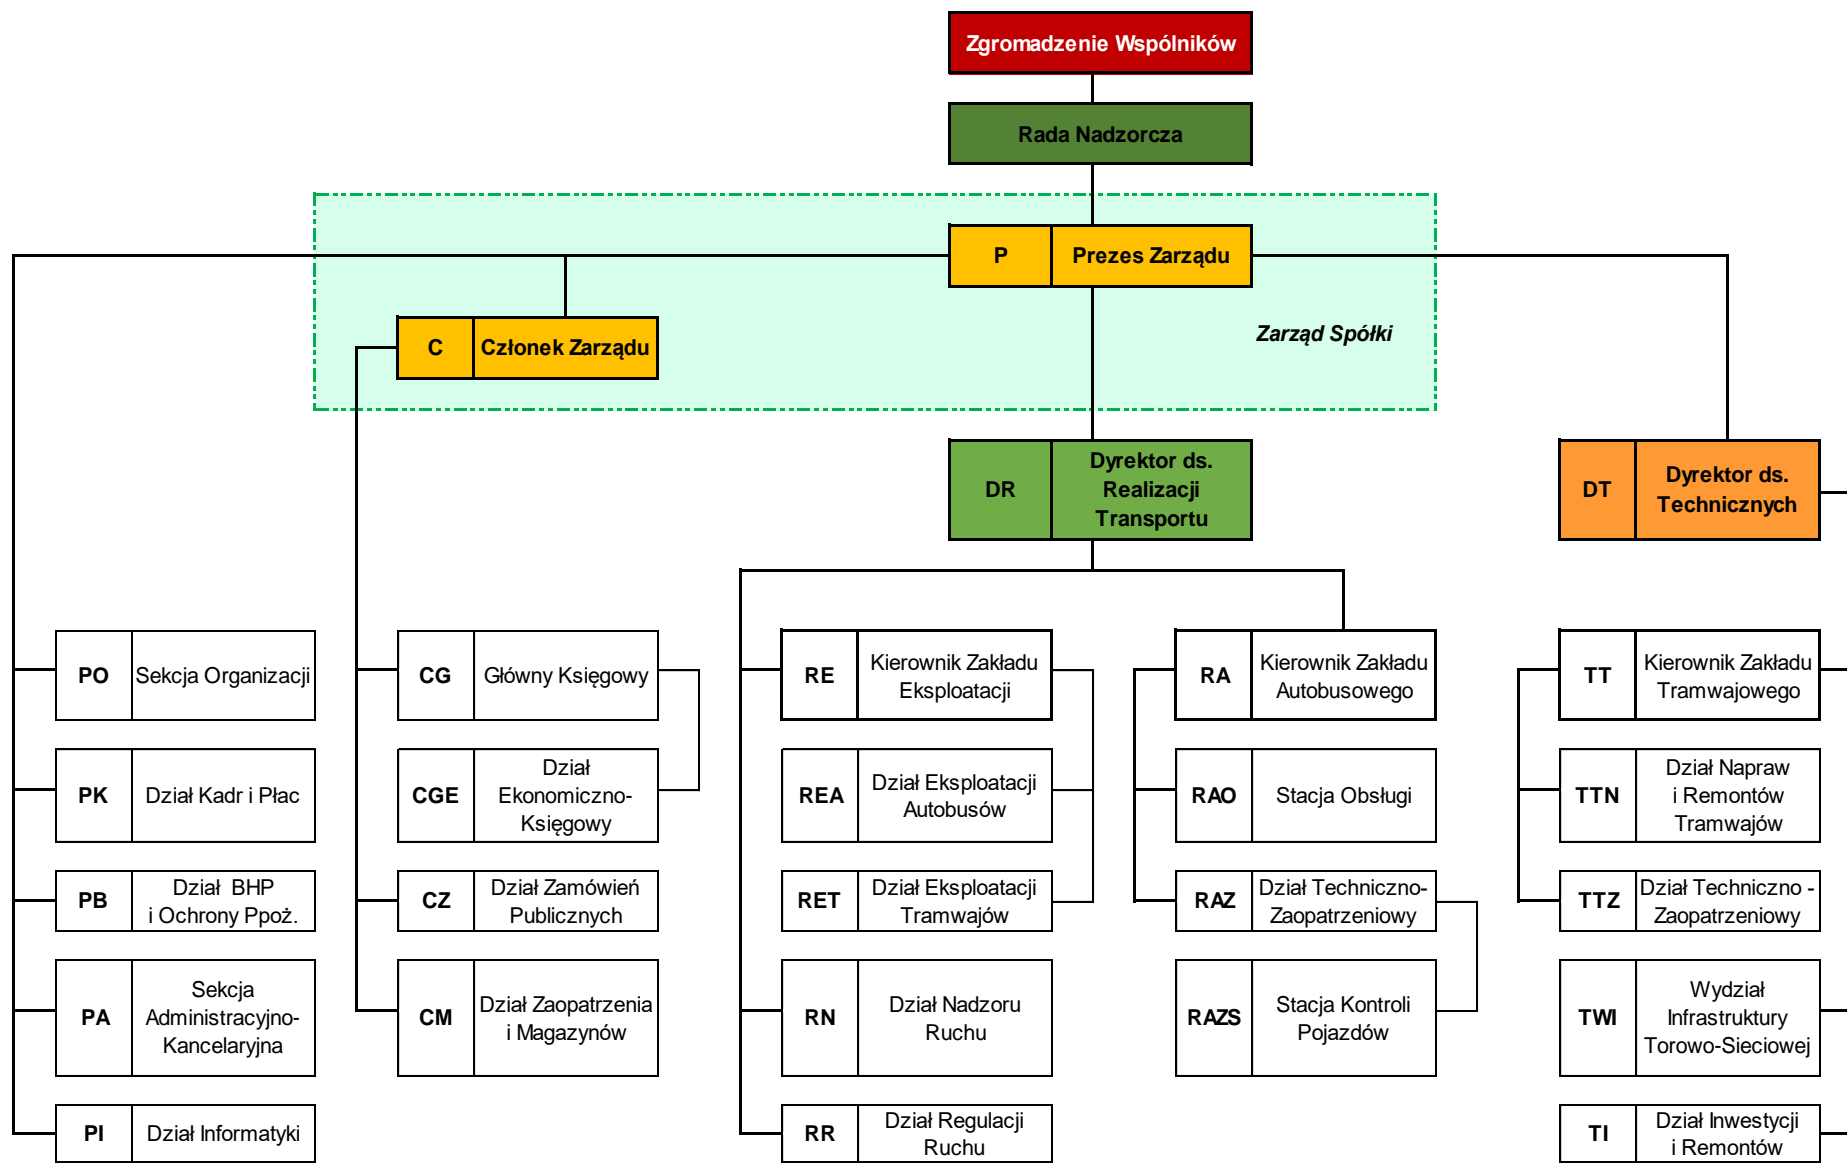 Zgromadzenie Wspólników
Rada Nadzorcza
P
Prezes Zarządu
C
Członek Zarządu
Zarząd Spółki
DR
Dyrektor ds.
Realizacji
Transportu
DT
Dyrektor ds.
Technicznych
PO
Sekcja Organizacji
PK
Dział Kadr i Płac
PB
Dział  BHP
i Ochrony Ppoż.
PA
Sekcja
Administracyjno-
Kancelaryjna
PI
Dział Informatyki
CG
Główny Księgowy
CGE
Dział
Ekonomiczno-
Księgowy
CZ
Dział Zamówień
Publicznych
CM
Dział Zaopatrzenia
i Magazynów
RE
Kierownik Zakładu
Eksploatacji
REA
Dział Eksploatacji
Autobusów
RET
Dział Eksploatacji
Tramwajów
RN
Dział Nadzoru
Ruchu
RR
Dział Regulacji
Ruchu
RA
Kierownik Zakładu
Autobusowego
RAO
Stacja Obsługi
RAZ
Dział Techniczno-
Zaopatrzeniowy
RAZS
Stacja Kontroli
Pojazdów
TT
Kierownik Zakładu
Tramwajowego
TTN
Dział Napraw
i Remontów
Tramwajów
TTZ
Dział Techniczno -
Zaopatrzeniowy
TWI
Wydział
Infrastruktury
Torowo-Sieciowej
TI
Dział Inwestycji
i Remontów